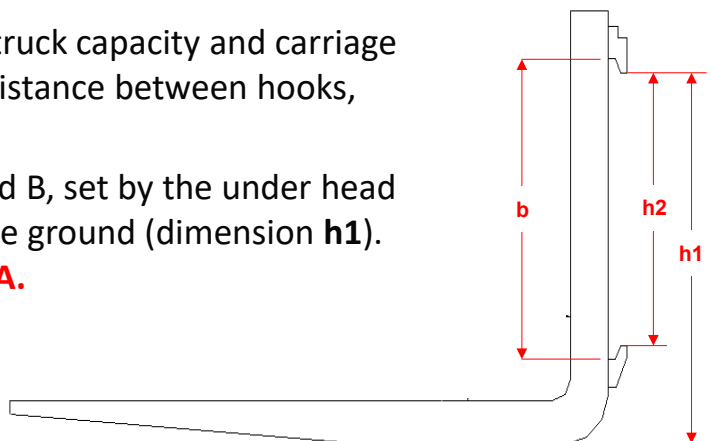 truck capacity and carriage
istance between hooks,
d B, set by the under head
e ground (dimension h1).
A.
b
h2
h1